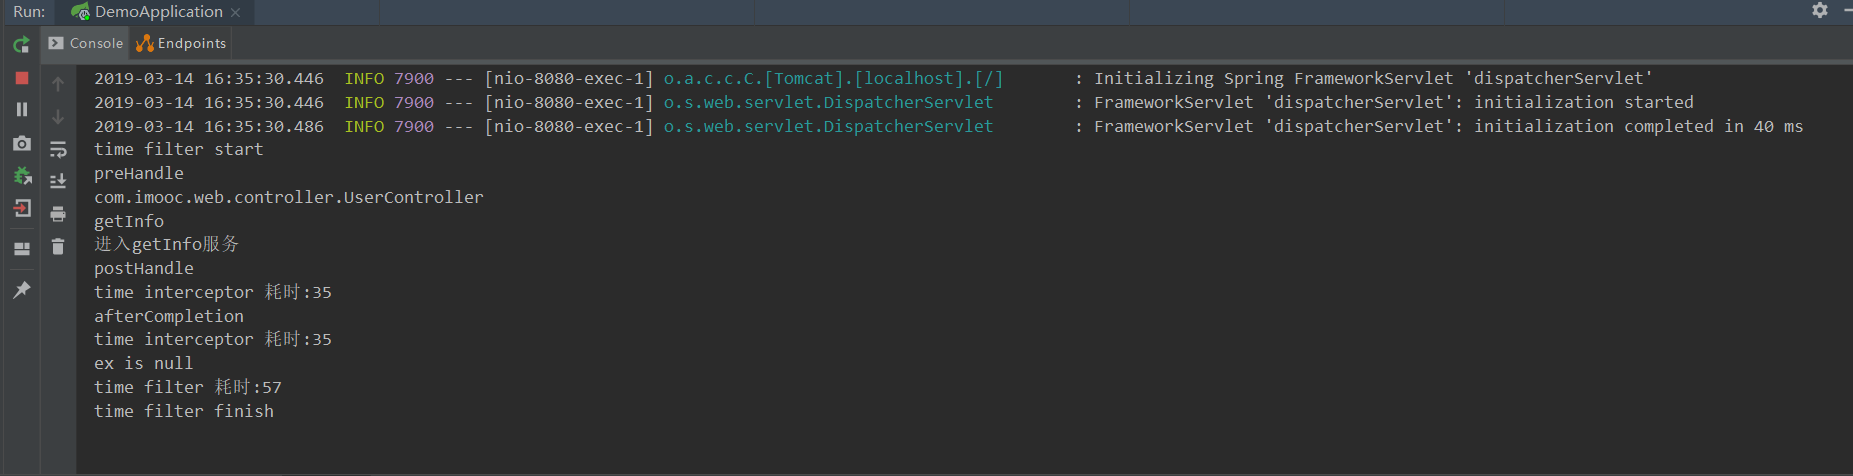 Run: DemoApplication
Console Endpoints
2019-03-14 16:35:30.446  INFO 7900 --- [nio-8080-exec-1] o.a.c.c.C.[Tomcat].[localhost].[/]       : Initializing Spring FrameworkServlet 'dispatcherServlet'
2019-03-14 16:35:30.446  INFO 7900 --- [nio-8080-exec-1] o.s.web.servlet.DispatcherServlet        : FrameworkServlet 'dispatcherServlet': initialization started
2019-03-14 16:35:30.486  INFO 7900 --- [nio-8080-exec-1] o.s.web.servlet.DispatcherServlet        : FrameworkServlet 'dispatcherServlet': initialization completed in 40 ms
time filter start
preHandle
com.imooc.web.controller.UserController
getInfo
进入getInfo服务
postHandle
time interceptor 耗时:35
afterCompletion
time interceptor 耗时:35
ex is null
time filter 耗时:57
time filter finish